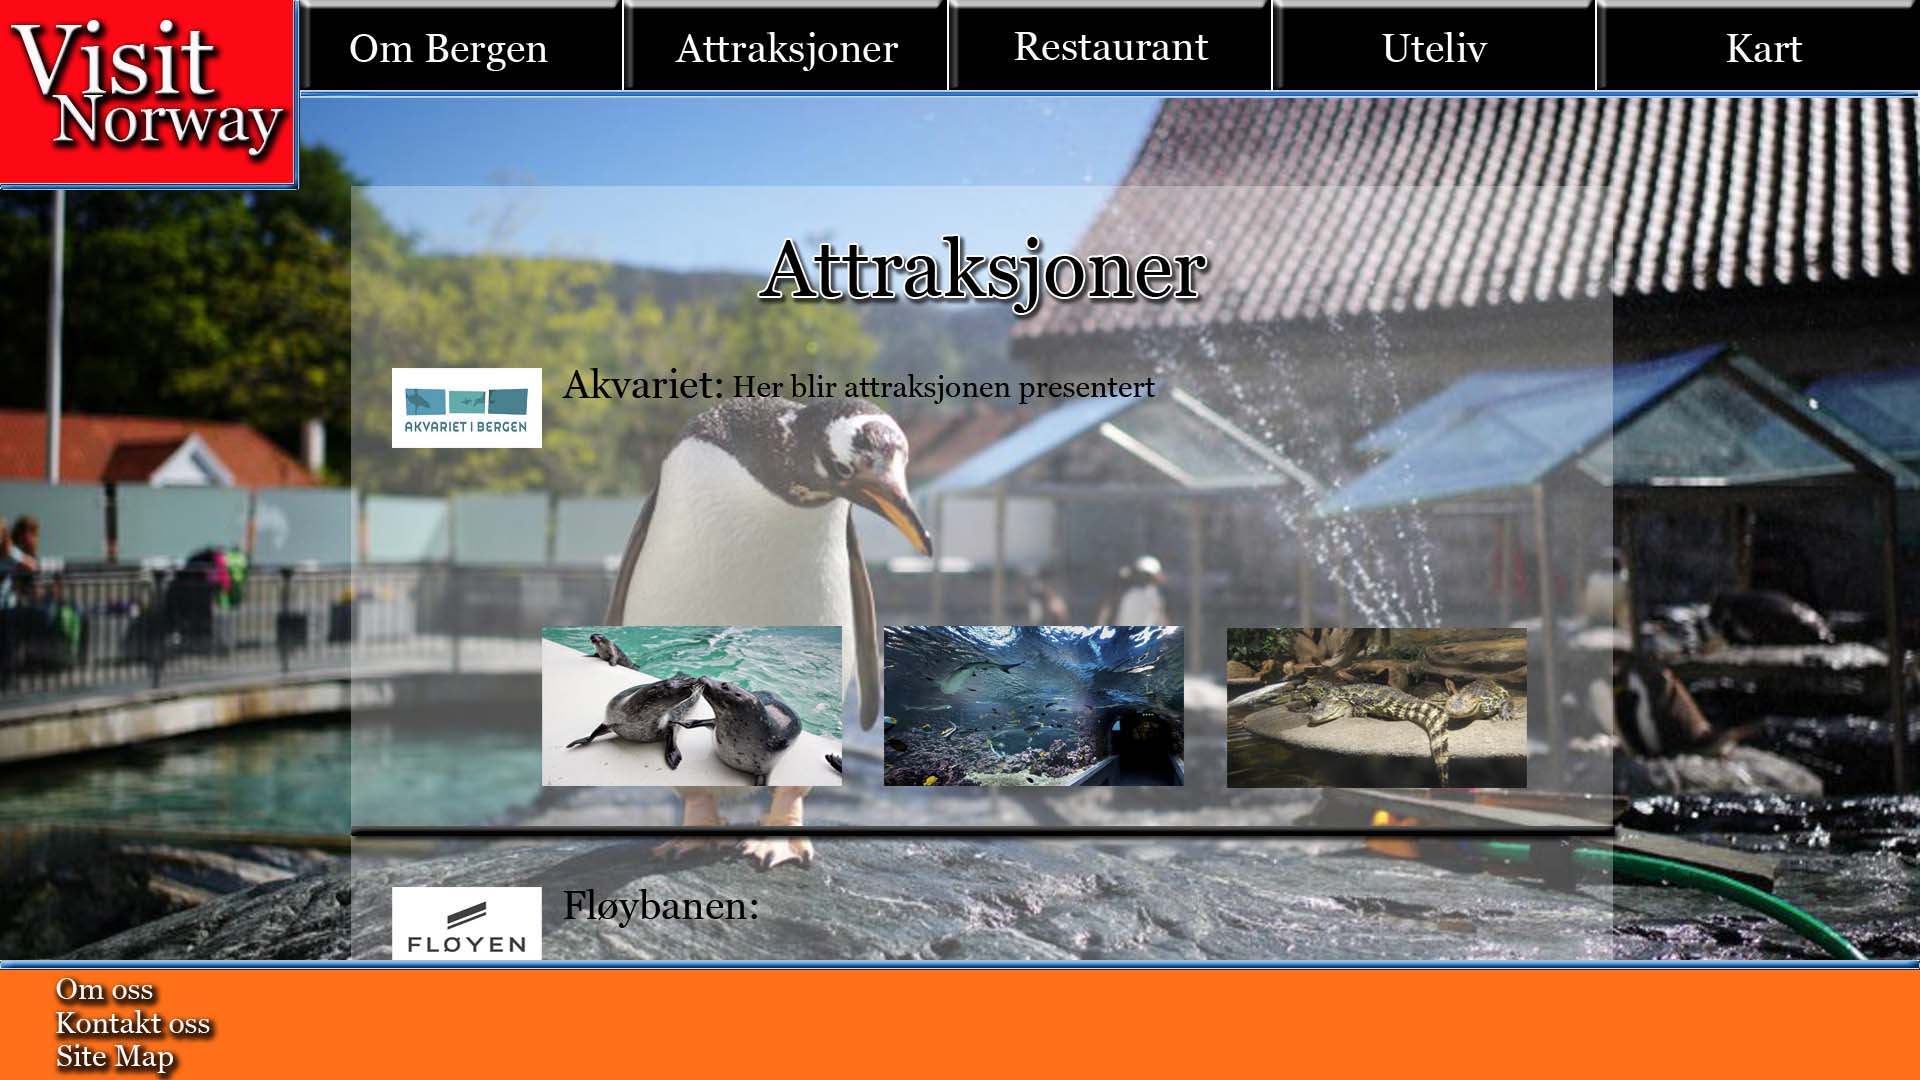 Visit
Norway
Om Bergen
Attraksjoner
Restaurant
Uteliv
Kart
Attraksjoner
AKVARIET I BERGEN
Akvariet: Her blir attraksjonen presentert
FLØYEN
Fløybanen:
Om oss
Kontakt oss
Site Map